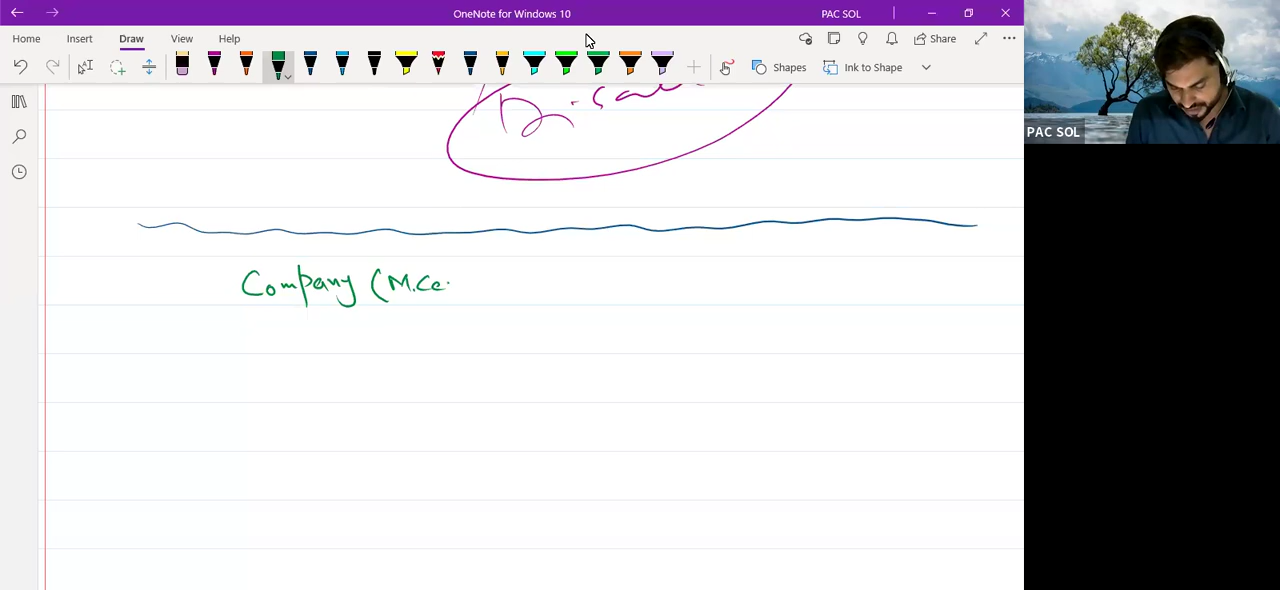 OneNote for Windows 10
PAC SOL
Home Insert Draw View Help
Share
Shapes
Ink to Shape
PAC SOL
Company (M.Co.